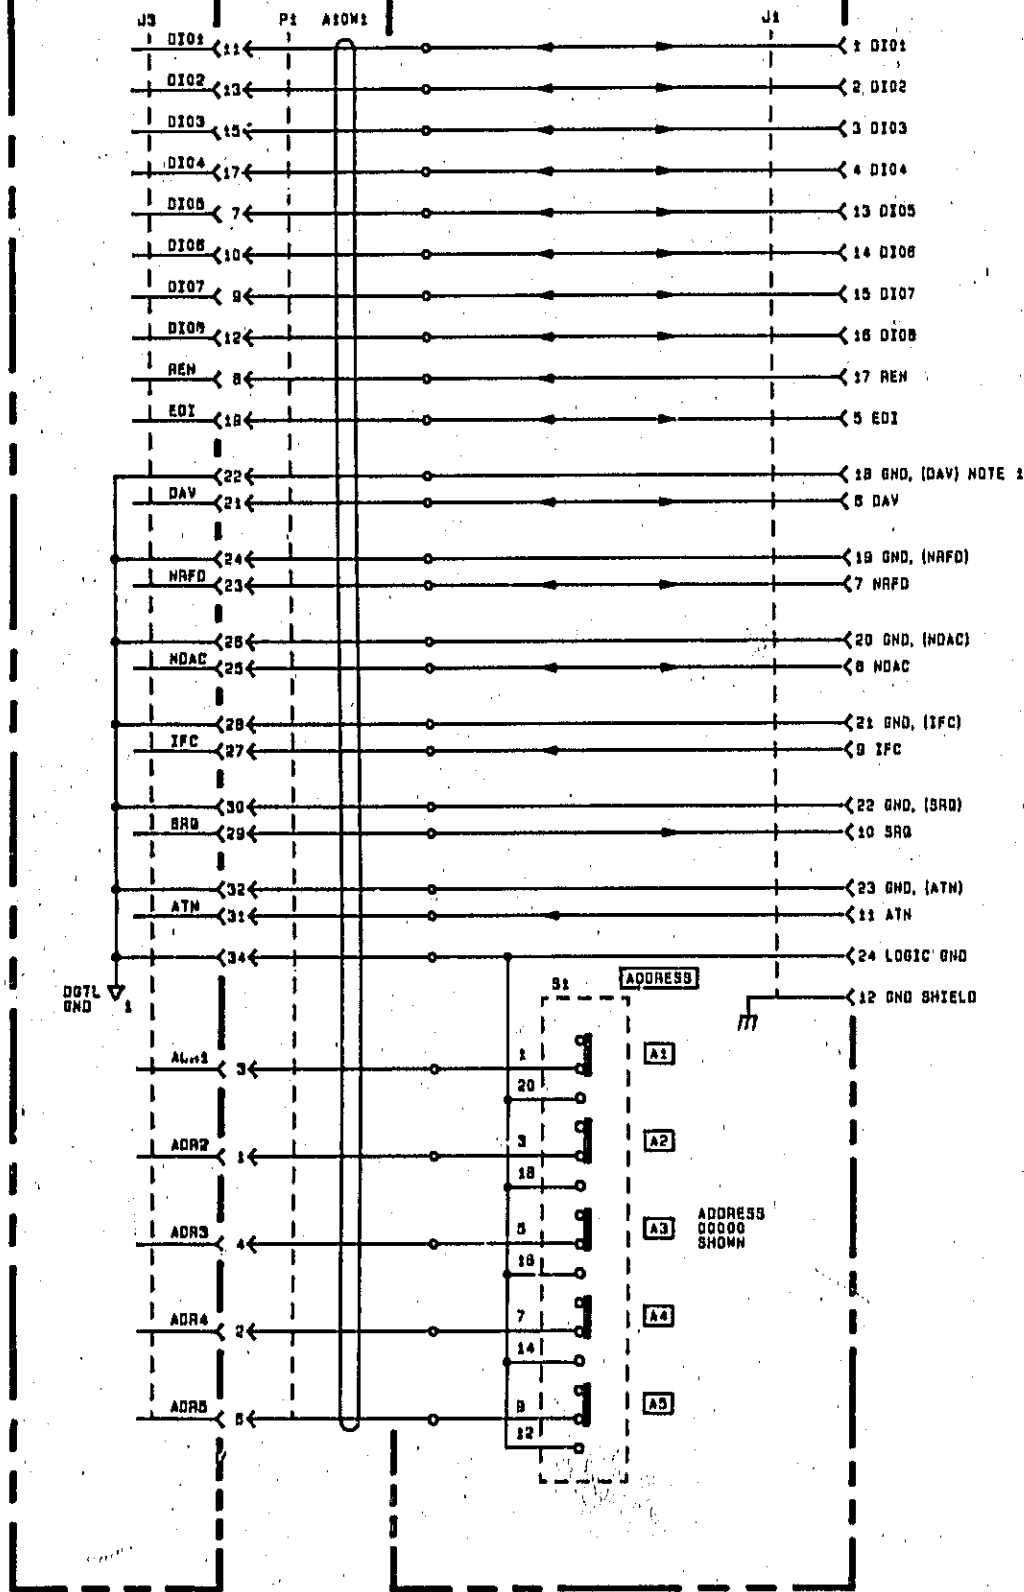 J3 P1 A10W1 J1
DIO1 11 1 DIO1
DIO2 13 2 DIO2
DIO3 15 3 DIO3
DIO4 17 4 DIO4
DIO5 7 13 DIO5
DIO6 10 14 DIO6
DIO7 9 15 DIO7
DIO8 12 16 DIO8
REN 8 17 REN
EOI 19 5 EOI
22 18 GND, (DAV) NOTE 1
DAV 21 6 DAV
24 19 GND, (NRFD)
NRFD 23 7 NRFD
26 20 GND, (NDAC)
NDAC 25 8 NDAC
28 21 GND, (IFC)
IFC 27 9 IFC
30 22 GND, (SRQ)
SRQ 29 10 SRQ
32 23 GND, (ATN)
ATN 31 11 ATN
34 24 LOGIC GND
S1 ADDRESS
DGTL
GND 1
12 GND SHIELD
ADR1 3 1 A1
20
ADR2 1 3 A2
18
ADR3 4 5 A3
ADDRESS
00000
SHOWN
16
ADR4 2 7 A4
14
ADR5 6 9 A5
12